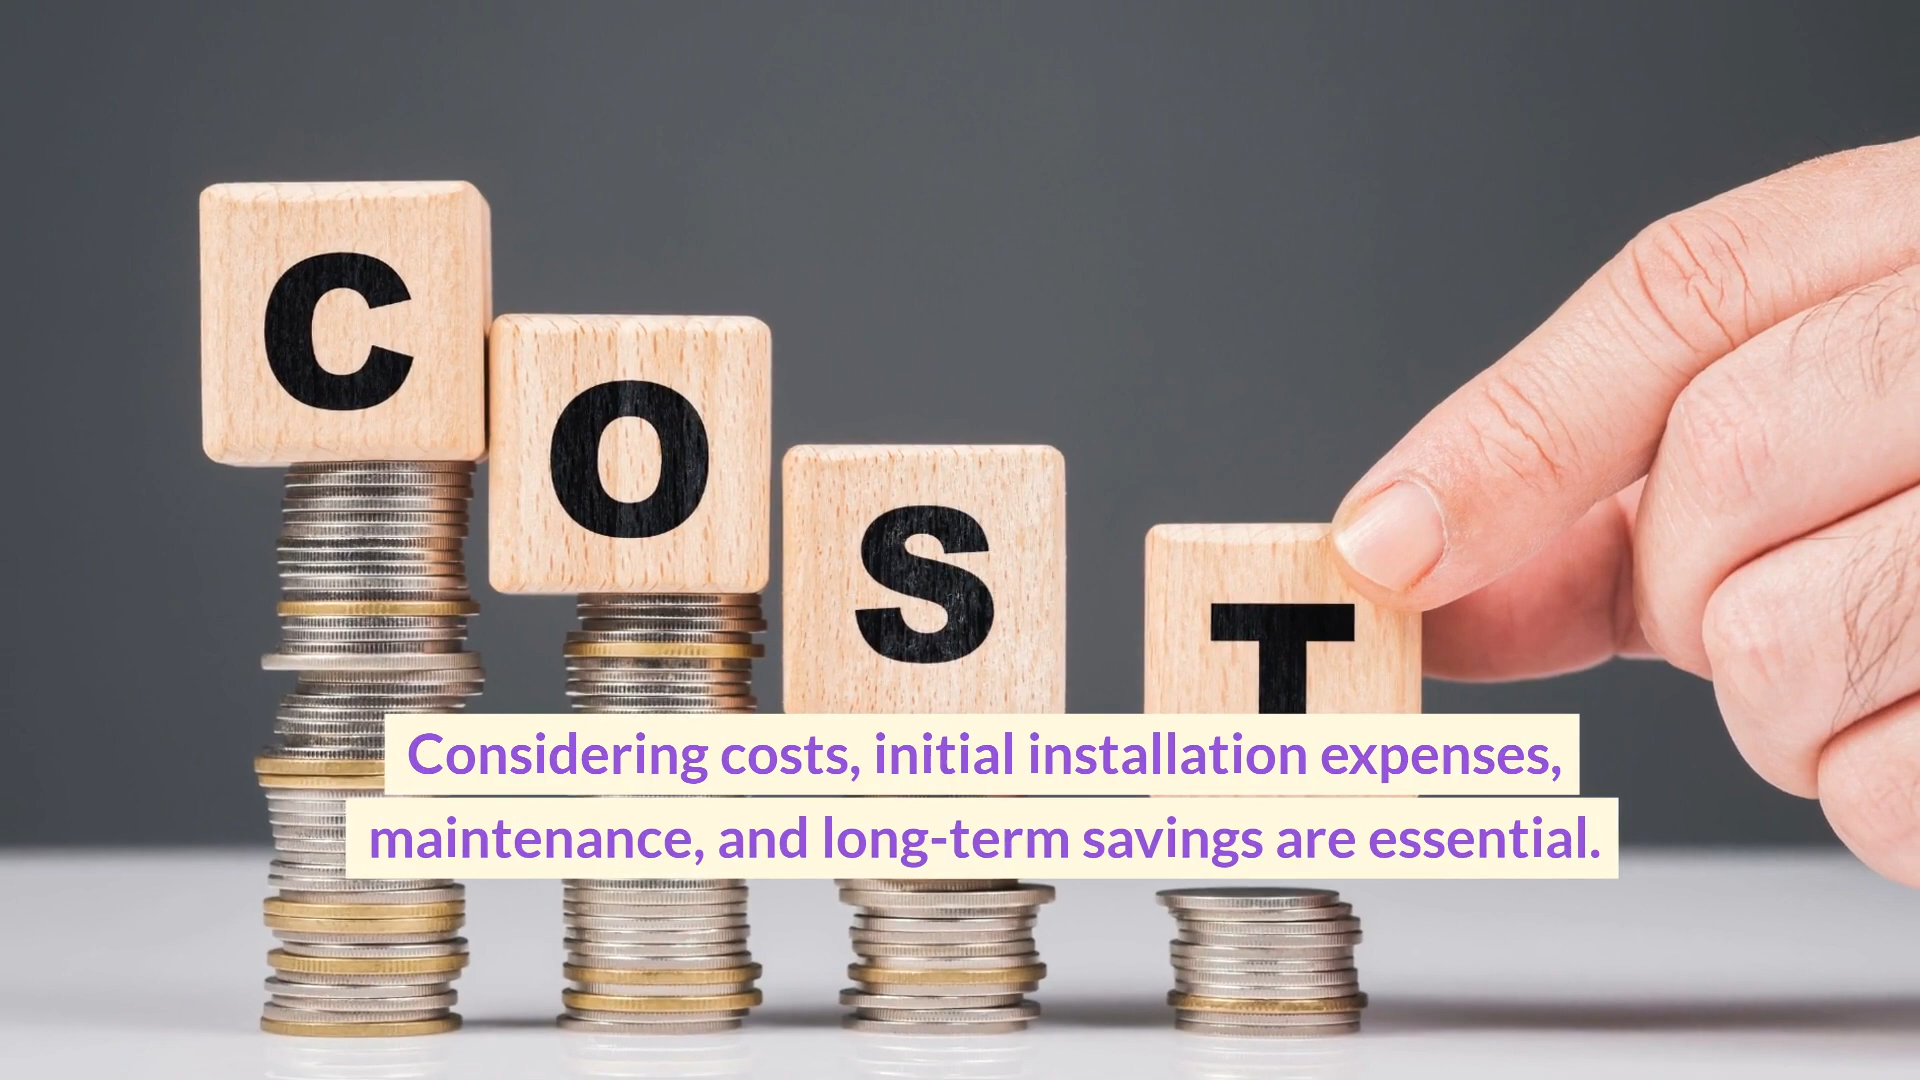 COST
Considering costs, initial installation expenses,
maintenance, and long-term savings are essential.